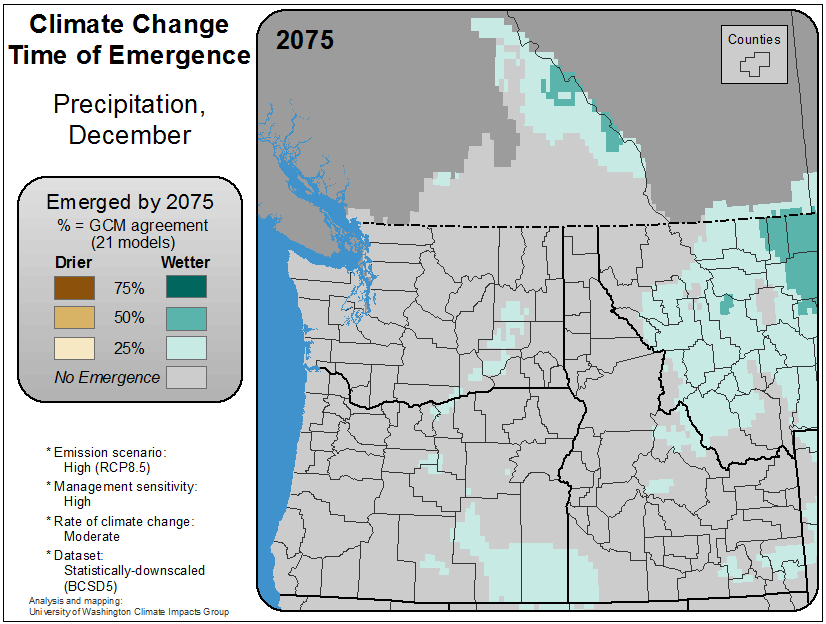 Climate Change
Time of Emergence
Precipitation,
December
Emerged by 2075
% = GCM agreement
(21 models)
Drier Wetter
75%
50%
25%
No Emergence
* Emission scenario:
High (RCP8.5)
* Management sensitivity:
High
* Rate of climate change:
Moderate
* Dataset:
Statistically-downscaled
(BCSD5)
Analysis and mapping:
University of Washington Climate Impacts Group
2075
Counties